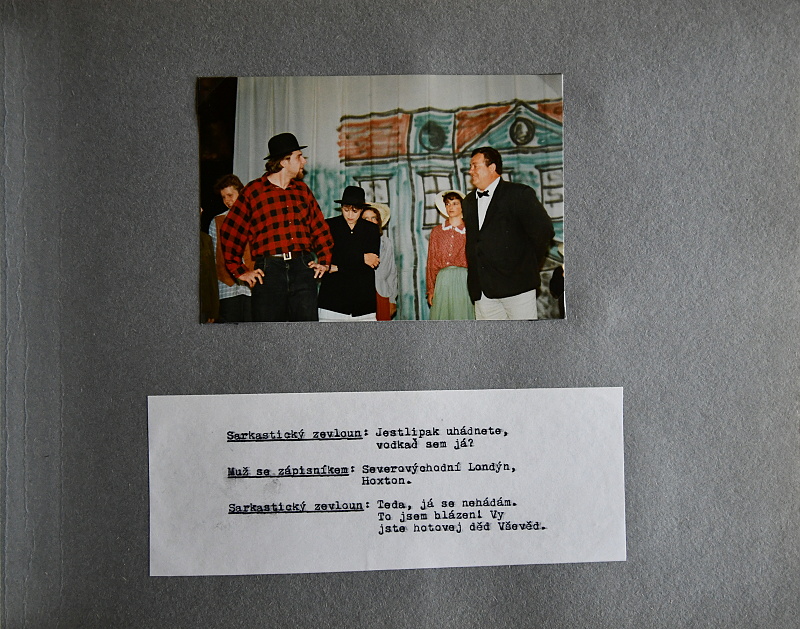 Sarkastický zevloun: Jestlipak uhádnete,
vodkaď sem já?
Muž se zápisníkem: Severovýchodní Londýn,
Hoxton.
Sarkastický zevloun: Teda, já se nehádám.
To jsem blázen! Vy
jste hotovej děd Vševěd.